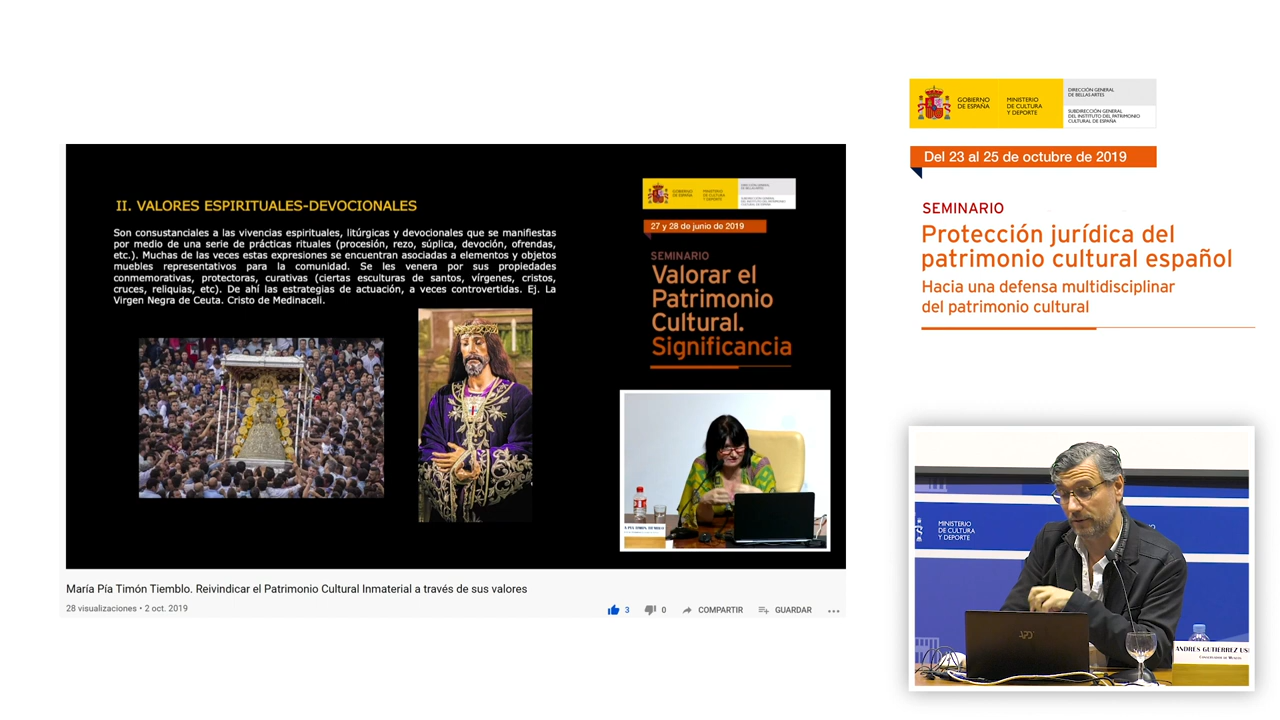 II. VALORES ESPIRITUALES-DEVOCIONALES
Son consustanciales a las vivencias espirituales, litúrgicas y devocionales que se manifiestas
por medio de una serie de prácticas rituales (procesión, rezo, súplica, devoción, ofrendas,
etc.). Muchas de las veces estas expresiones se encuentran asociadas a elementos y objetos
muebles representativos para la comunidad. Se les venera por sus propiedades
conmemorativas, protectoras, curativas (ciertas esculturas de santos, vírgenes, cristos,
cruces, reliquias, etc). De ahí las estrategias de actuación, a veces controvertidas. Ej. La
Virgen Negra de Ceuta. Cristo de Medinaceli.
GOBIERNO
DE ESPAÑA
MINISTERIO
DE CULTURA
Y DEPORTE
27 y 28 de junio de 2019
SEMINARIO
Valorar el
Patrimonio
Cultural.
Significancia
María Pía Timón Tiemblo. Reivindicar el Patrimonio Cultural Inmaterial a través de sus valores
28 visualizaciones • 2 oct. 2019
3
0
COMPARTIR
GUARDAR
GOBIERNO
DE ESPAÑA
MINISTERIO
DE CULTURA
Y DEPORTE
DIRECCIÓN GENERAL
DE BELLAS ARTES
SUBDIRECCIÓN GENERAL
DEL INSTITUTO DEL PATRIMONIO
CULTURAL DE ESPAÑA
Del 23 al 25 de octubre de 2019
SEMINARIO
Protección jurídica del
patrimonio cultural español
Hacia una defensa multidisciplinar
del patrimonio cultural
MINISTERIO
DE CULTURA
Y DEPORTE
ANDRES GUTIERREZ US
Conservador de Museos